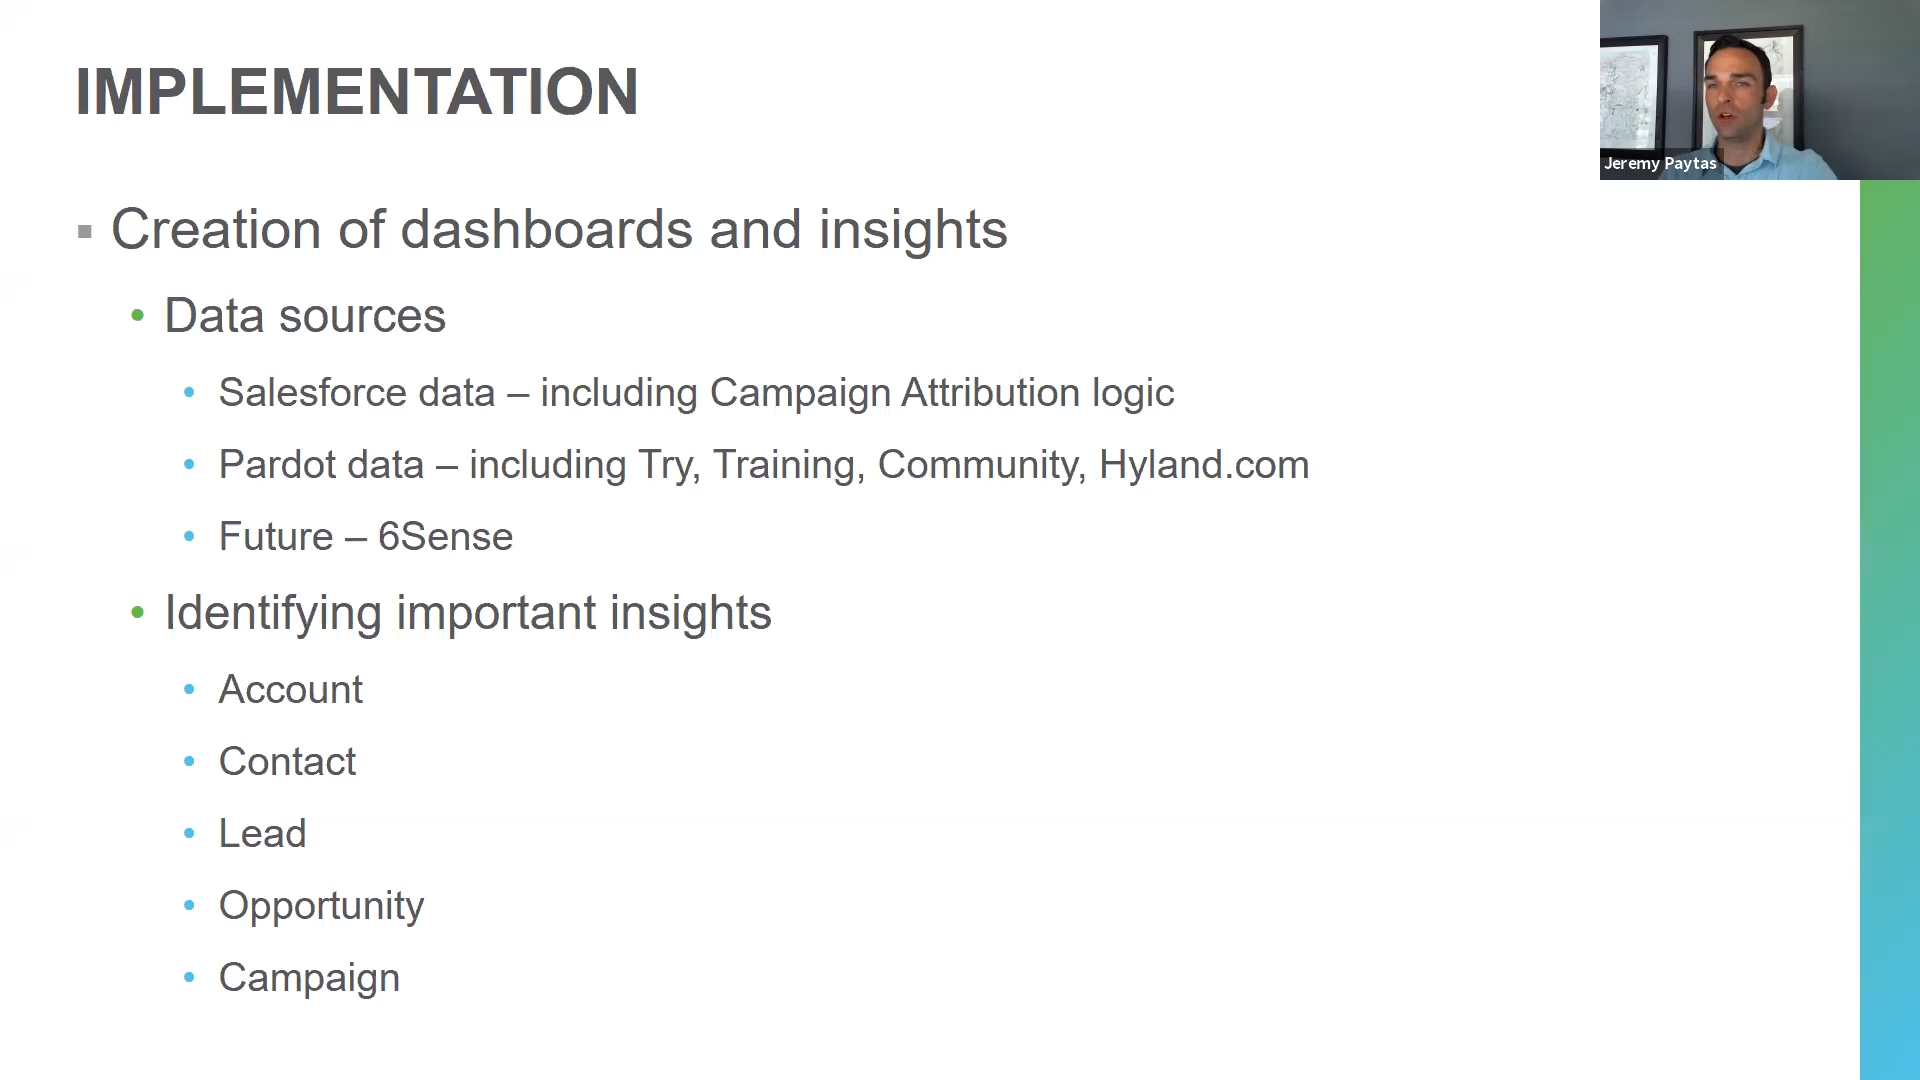 IMPLEMENTATION
Jeremy Paytas
▪ Creation of dashboards and insights
• Data sources
• Salesforce data – including Campaign Attribution logic
• Pardot data – including Try, Training, Community, Hyland.com
• Future – 6Sense
• Identifying important insights
• Account
• Contact
• Lead
• Opportunity
• Campaign